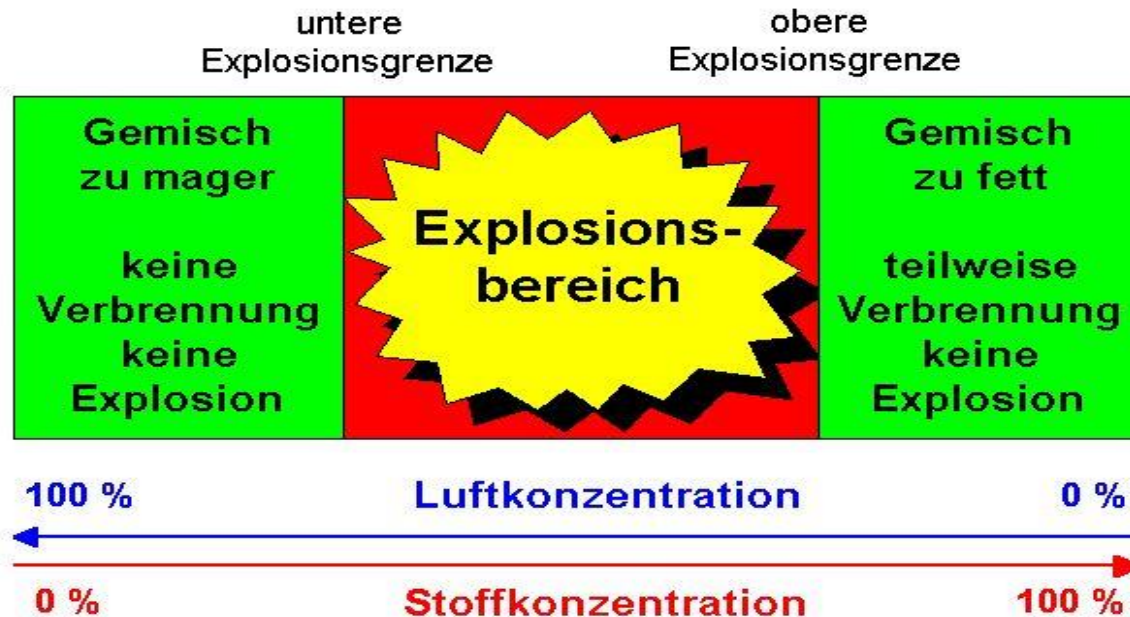 untere
Explosionsgrenze
obere
Explosionsgrenze
Gemisch
zu mager
keine
Verbrennung
keine
Explosion
Explosions-
bereich
Gemisch
zu fett
teilweise
Verbrennung
keine
Explosion
100 % Luftkonzentration 0 %
0 % Stoffkonzentration 100 %